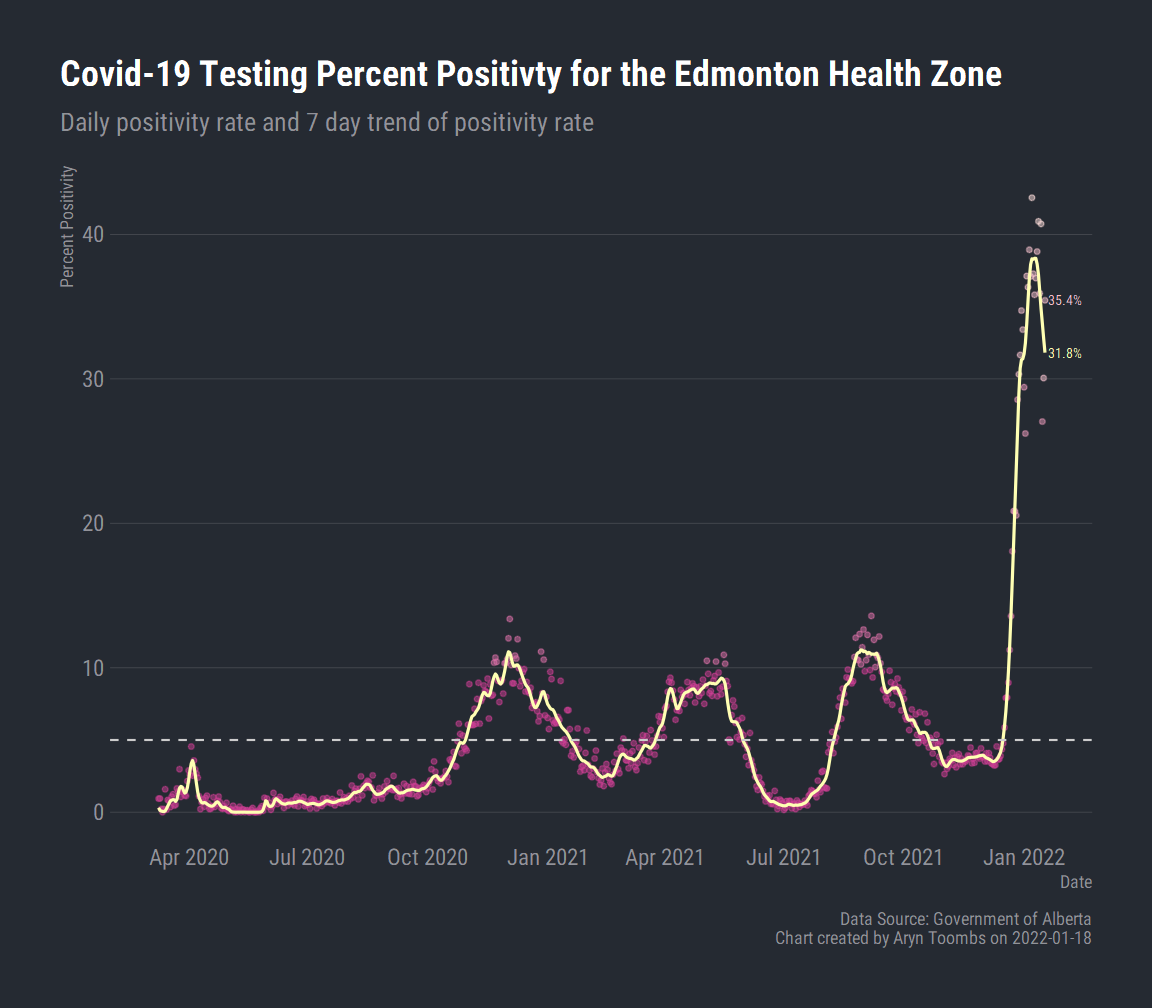 Covid-19 Testing Percent Positivty for the Edmonton Health Zone
Daily positivity rate and 7 day trend of positivity rate
Percent Positivity
40
30
20
10
0
35.4%
31.8%
Apr 2020 Jul 2020 Oct 2020 Jan 2021 Apr 2021 Jul 2021 Oct 2021 Jan 2022
Date
Data Source: Government of Alberta
Chart created by Aryn Toombs on 2022-01-18